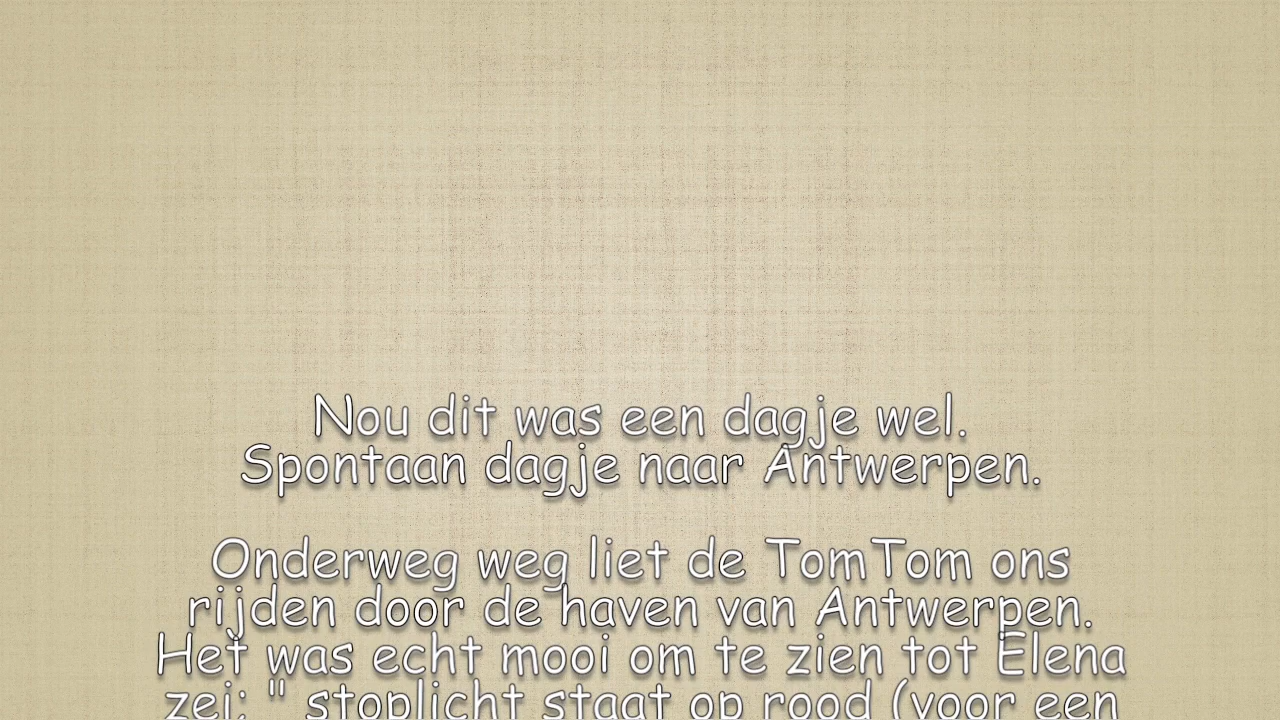 Nou dit was een dagje wel.
Spontaan dagje naar Antwerpen.
Onderweg weg liet de TomTom ons
rijden door de haven van Antwerpen.
Het was echt mooi om te zien tot Elena
zei: " stoplicht staat op rood (voor een